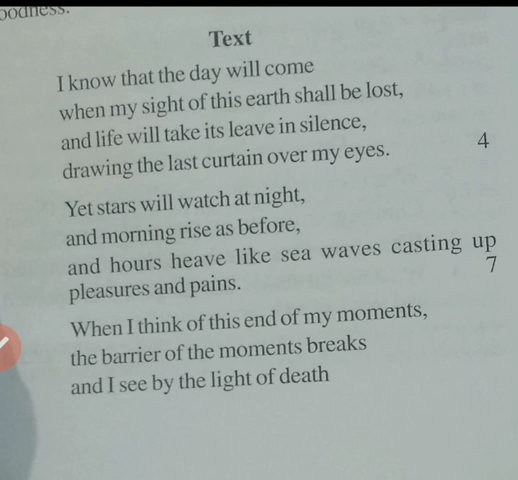 oodness.
Text
I know that the day will come
when my sight of this earth shall be lost,
and life will take its leave in silence,
drawing the last curtain over my eyes. 4
Yet stars will watch at night,
and morning rise as before,
and hours heave like sea waves casting up
pleasures and pains. 7
When I think of this end of my moments,
the barrier of the moments breaks
and I see by the light of death